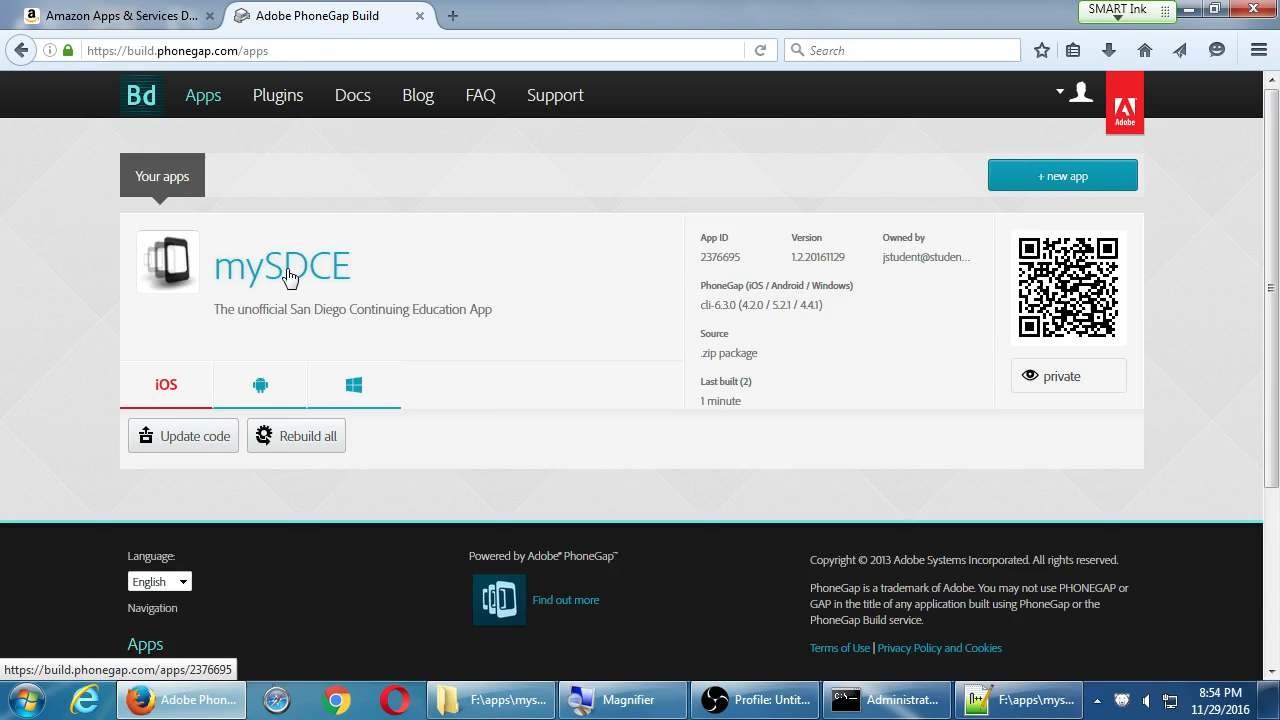 Amazon Apps & Services D...
Adobe PhoneGap Build
SMART Ink
https://build.phonegap.com/apps
Search
Bd
Apps
Plugins
Docs
Blog
FAQ
Support
Adobe
Your apps
+ new app
mySDCE
The unofficial San Diego Continuing Education App
App ID
Version
Owned by
2376695
1.2.20161129
jstudent@studen...
PhoneGap (iOS / Android / Windows)
cli-6.3.0 (4.2.0 / 5.2.1 / 4.4.1)
Source
.zip package
Last built (2)
1 minute
private
iOS
Update code
Rebuild all
Language:
English
Navigation
Apps
Powered by Adobe® PhoneGap™
Find out more
Copyright © 2013 Adobe Systems Incorporated. All rights reserved.
PhoneGap is a trademark of Adobe. You may not use PHONEGAP or
GAP in the title of any application built using PhoneGap or the
PhoneGap Build service.
Terms of Use | Privacy Policy and Cookies
https://build.phonegap.com/apps/2376695
Adobe Phon...
F:\apps\mys...
Magnifier
Profile: Untit...
Administrat...
F:\apps\mys...
8:54 PM
11/29/2016